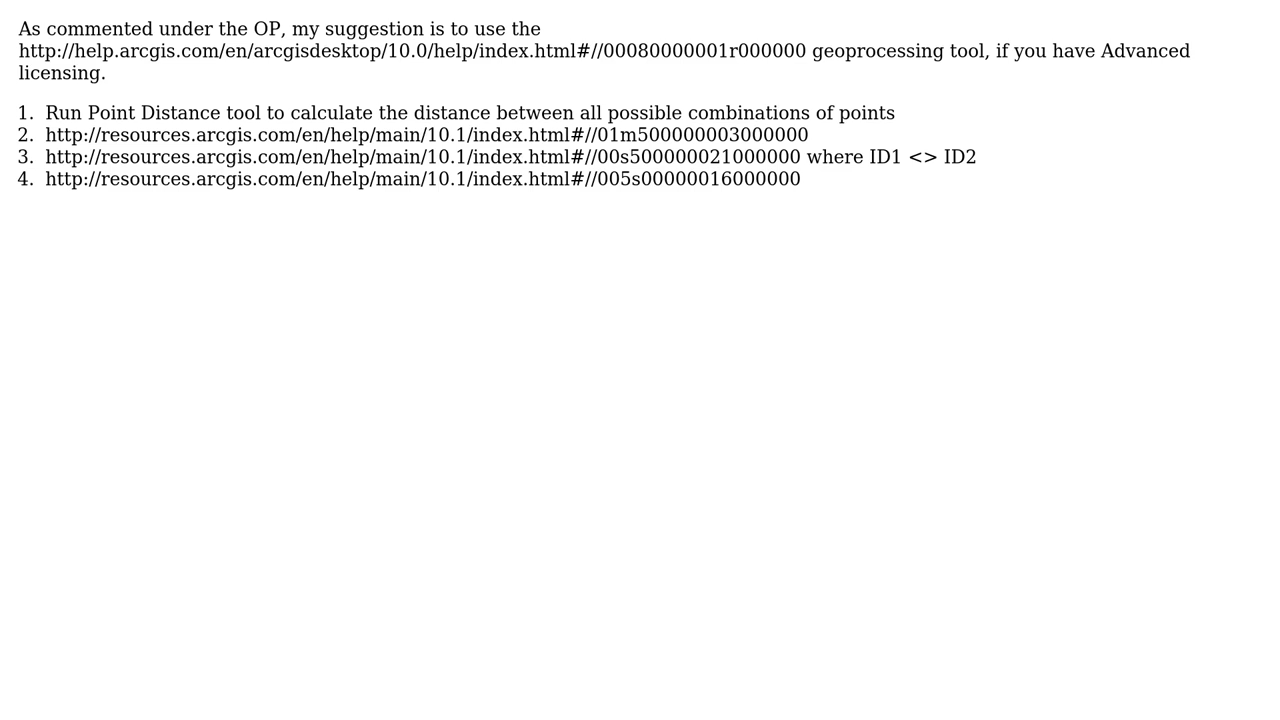 As commented under the OP, my suggestion is to use the
http://help.arcgis.com/en/arcgisdesktop/10.0/help/index.html#//00080000001r000000 geoprocessing tool, if you have Advanced
licensing.
1. Run Point Distance tool to calculate the distance between all possible combinations of points
2. http://resources.arcgis.com/en/help/main/10.1/index.html#//01m500000003000000
3. http://resources.arcgis.com/en/help/main/10.1/index.html#//00s500000021000000 where ID1 <> ID2
4. http://resources.arcgis.com/en/help/main/10.1/index.html#//005s00000016000000